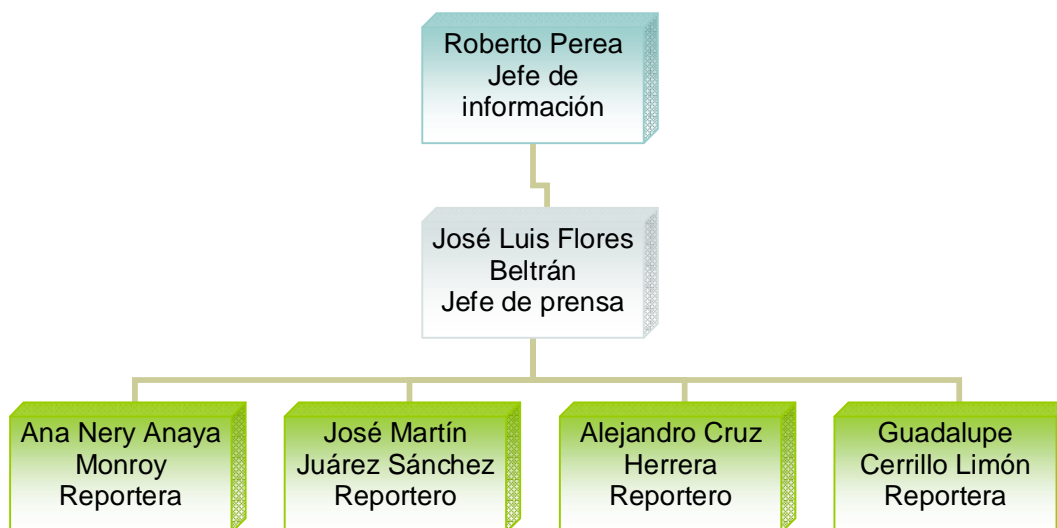 Roberto Perea
Jefe de
información
José Luis Flores
Beltrán
Jefe de prensa
Ana Nery Anaya
Monroy
Reportera
José Martín
Juárez Sánchez
Reportero
Alejandro Cruz
Herrera
Reportero
Guadalupe
Cerrillo Limón
Reportera